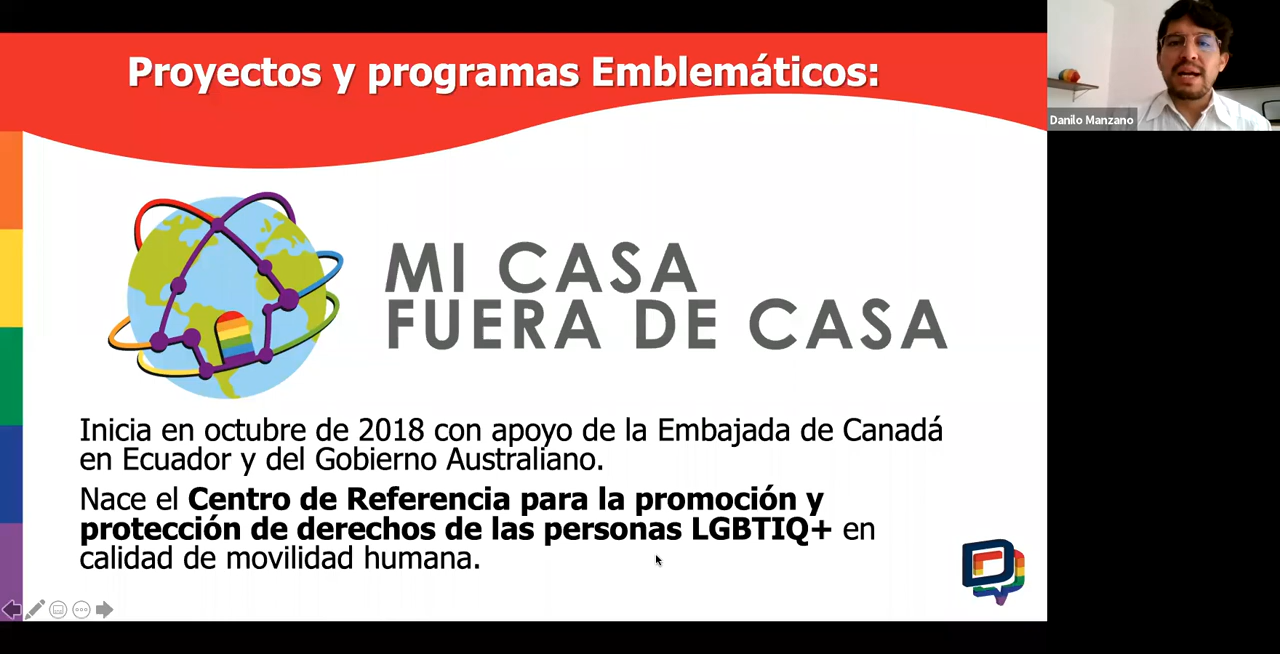 Proyectos y programas Emblemáticos:
Danilo Manzano
MI CASA
FUERA DE CASA
Inicia en octubre de 2018 con apoyo de la Embajada de Canadá
en Ecuador y del Gobierno Australiano.
Nace el Centro de Referencia para la promoción y
protección de derechos de las personas LGBTIQ+ en
calidad de movilidad humana.